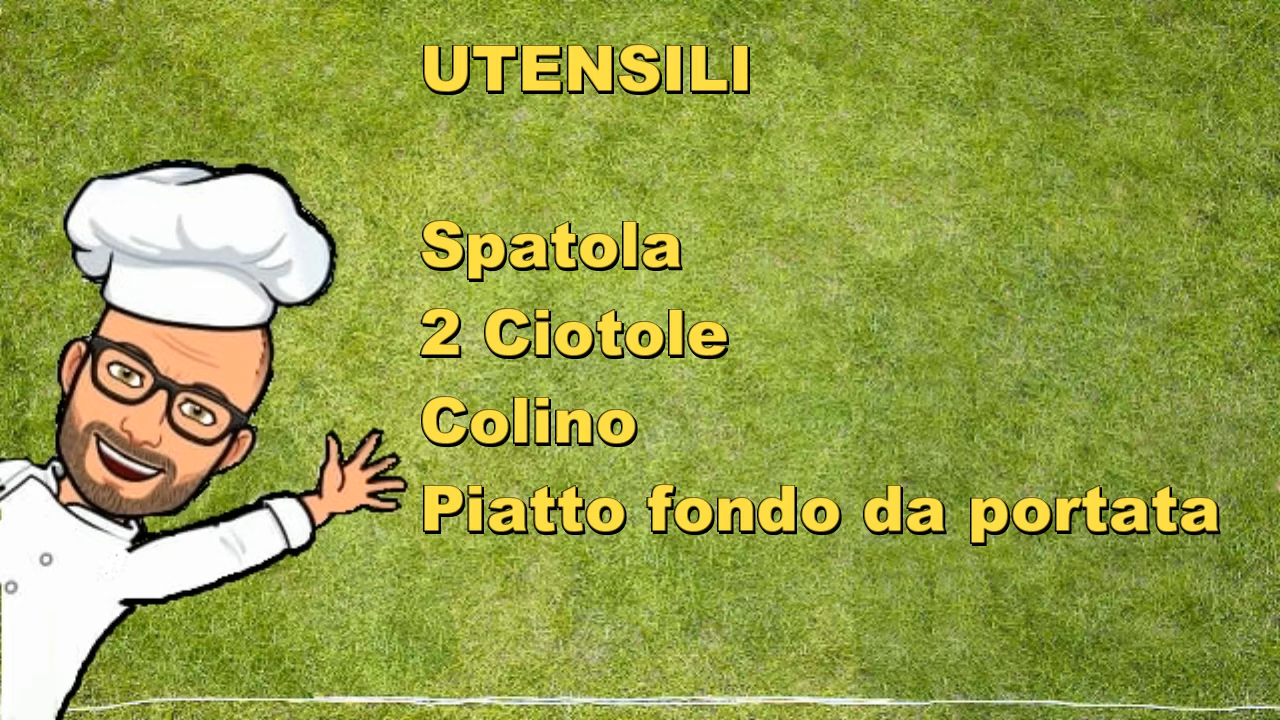 UTENSILI
Spatola
2 Ciotole
Colino
Piatto fondo da portata